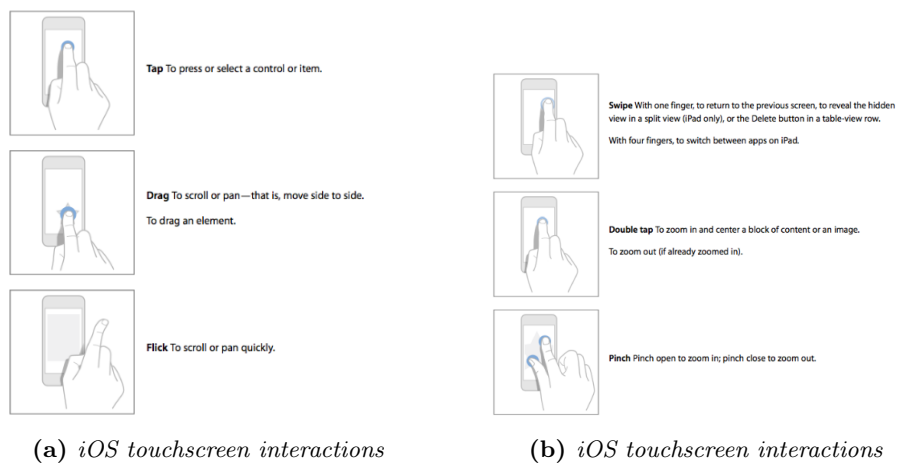 Tap To press or select a control or item.
Drag To scroll or pan—that is, move side to side.
To drag an element.
Flick To scroll or pan quickly.
(a) iOS touchscreen interactions
Swipe With one finger, to return to the previous screen, to reveal the hidden
view in a split view (iPad only), or the Delete button in a table-view row.
With four fingers, to switch between apps on iPad.
Double tap To zoom in and center a block of content or an image.
To zoom out (if already zoomed in).
Pinch Pinch open to zoom in; pinch close to zoom out.
(b) iOS touchscreen interactions